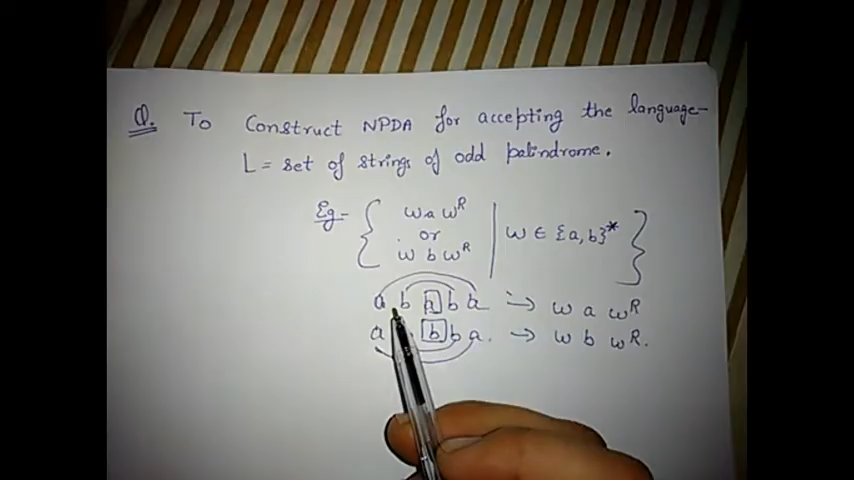 Q. To Construct NPDA for accepting the language-
L = set of strings of odd palindrome.
Eg- { w a w^R
or
w b w^R | w ∈ {a,b}* }
a b a b a → w a w^R
a b b a. → w b w^R.